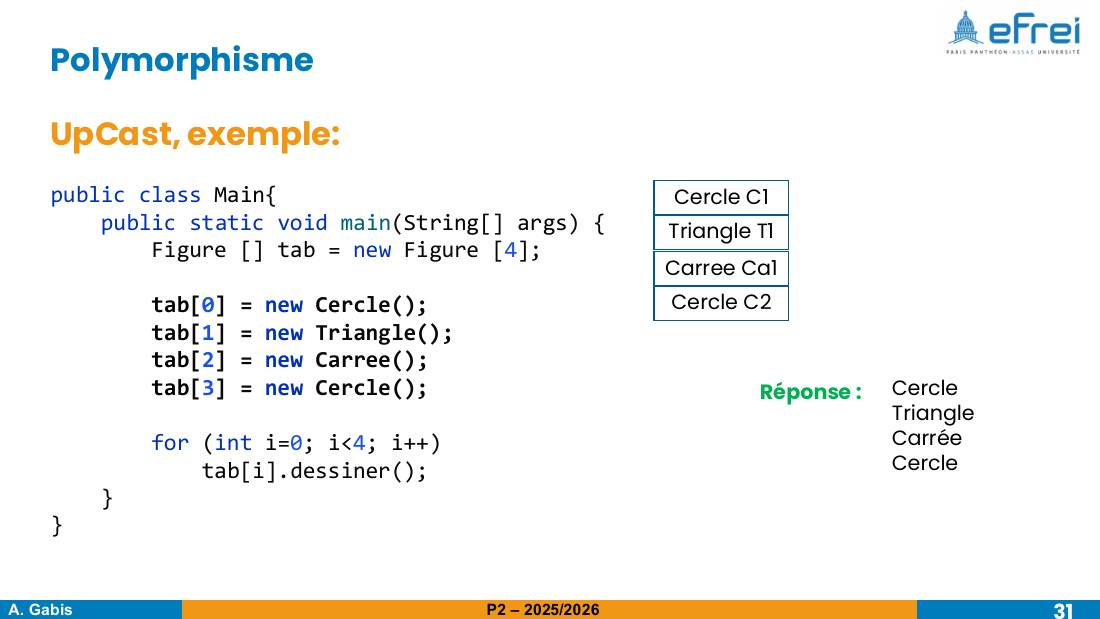 efrei
PARIS PANTHÉON-ASSAS UNIVERSITÉ
Polymorphisme
UpCast, exemple:
public class Main{
    public static void main(String[] args) {
        Figure [] tab = new Figure [4];
        tab[0] = new Cercle();
        tab[1] = new Triangle();
        tab[2] = new Carree();
        tab[3] = new Cercle();
        for (int i=0; i<4; i++)
            tab[i].dessiner();
    }
}
Cercle C1
Triangle T1
Carree Ca1
Cercle C2
Réponse :
Cercle
Triangle
Carrée
Cercle
A. Gabis
P2 – 2025/2026
31